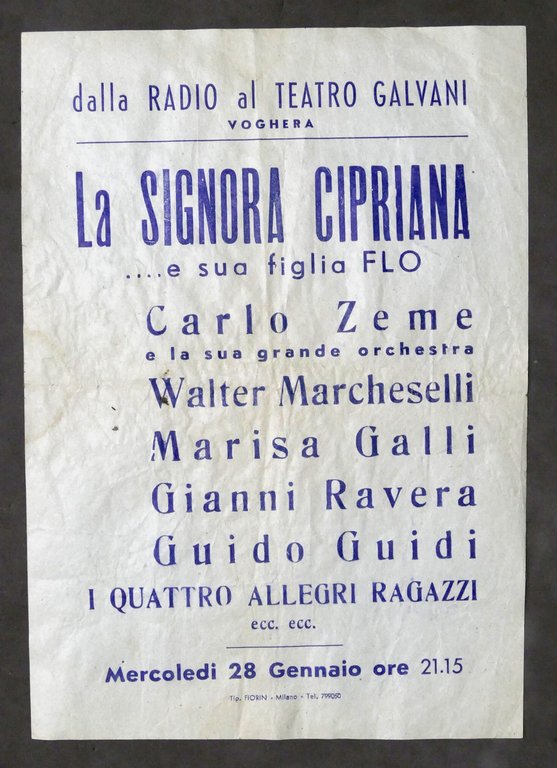 dalla RADIO al TEATRO GALVANI
VOGHERA
La SIGNORA CIPRIANA
....e sua figlia FLO
Carlo Zeme
e la sua grande orchestra
Walter Marcheselli
Marisa Galli
Gianni Ravera
Guido Guidi
I QUATTRO ALLEGRI RAGAZZI
ecc. ecc.
Mercoledì 28 Gennaio ore 21.15
Tip. FIORIN - Milano - Tel. 799050